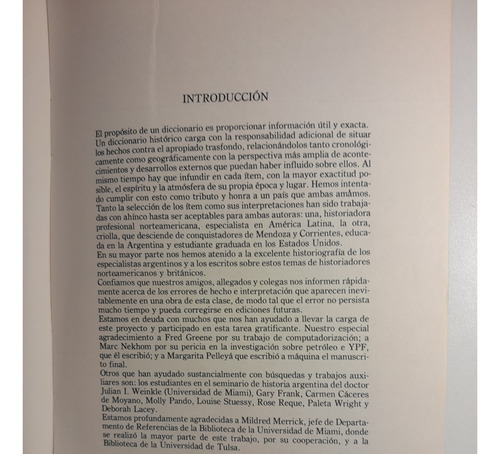 INTRODUCCIÓN
El propósito de un diccionario es proporcionar información útil y exacta.
Un diccionario histórico carga con la responsabilidad adicional de situar
los hechos contra el apropiado trasfondo, relacionándolos tanto cronológi-
camente como geográficamente con la perspectiva más amplia de aconte-
cimientos y desarrollos externos que puedan haber influido sobre ellos. Al
mismo tiempo hay que infundir en cada ítem, con la mayor exactitud po-
sible, el espíritu y la atmósfera de su propia época y lugar. Hemos intenta-
do cumplir con esto como tributo y honra a un país que ambas amámos.
Tanto la selección de los ítem como sus interpretaciones han sido trabaja-
das con ahínco hasta ser aceptables para ambas autoras: una, historiadora
profesional norteamericana, especialista en América Latina, la otra,
criolla, que desciende de conquistadores de Mendoza y Corrientes, educa-
da en la Argentina y estudiante graduada en los Estados Unidos.
En su mayor parte nos hemos atenido a la excelente historiografía de los
especialistas argentinos y a los escritos sobre estos temas de historiadores
norteamericanos y británicos.
Confiamos que nuestros amigos, allegados y colegas nos informen rápida-
mente acerca de los errores de hecho e interpretación que aparecen inevi-
tablemente en una obra de esta clase, de modo tal que el error no persista
mucho tiempo y pueda corregirse en ediciones futuras.
Estamos en deuda con muchos que nos han ayudado a llevar la carga de
este proyecto y participado en esta tarea gratificante. Nuestro especial
agradecimiento a Fred Greene por su trabajo de computadorización; a
Marc Nekhom por su pericia en la investigación sobre petróleo e YPF,
que él escribió; y a Margarita Pelleyá que escribió a máquina el manuscri-
to final.
Otros que han ayudado sustancialmente con búsquedas y trabajos auxi-
liares son: los estudiantes en el seminario de historia argentina del doctor
Julian I. Weinkle (Universidad de Miami), Gary Frank, Carmen Cáceres
de Moyano, Molly Pando, Louise Stuessy, Rose Reque, Paleta Wright y
Deborah Lacey.
Estamos profundamente agradecidas a Mildred Merrick, jefe de Departa-
mento de Referencias de la Biblioteca de la Universidad de Miami, donde
se realizó la mayor parte de este trabajo, por su cooperación, y a la
Biblioteca de la Universidad de Tulsa.